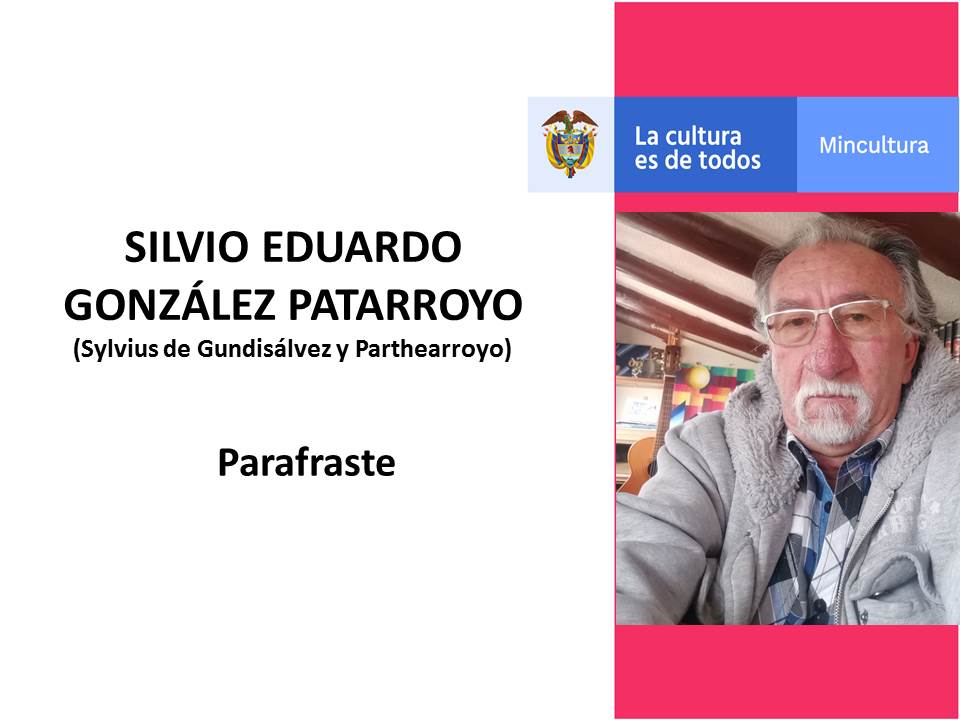 La cultura
es de todos
Mincultura
SILVIO EDUARDO
GONZÁLEZ PATARROYO
(Sylvius de Gundisálvez y Parthearroyo)
Parafraste